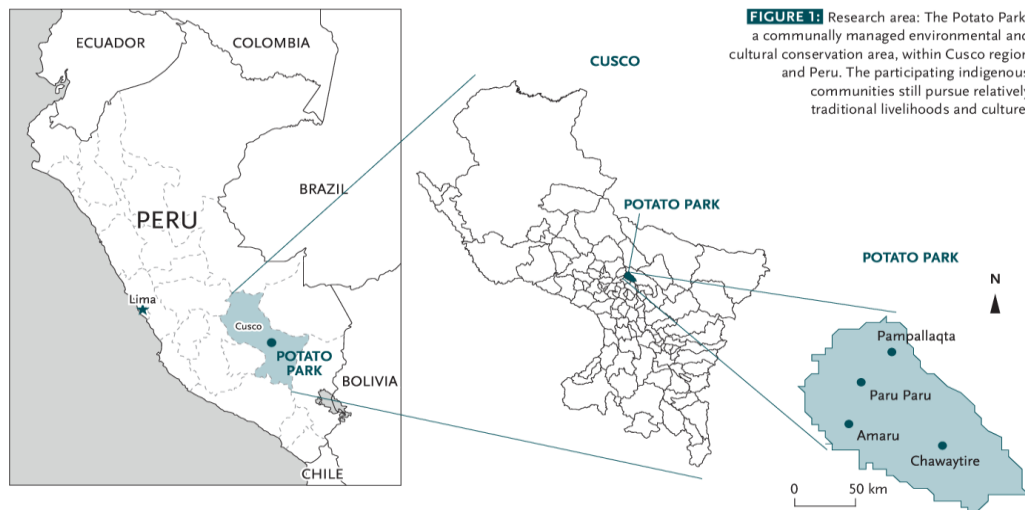 FIGURE 1: Research area: The Potato Park
a communally managed environmental and
cultural conservation area, within Cusco region
and Peru. The participating indigenous
communities still pursue relatively
traditional livelihoods and culture
ECUADOR
COLOMBIA
BRAZIL
PERU
Lima
Cusco
POTATO
PARK
BOLIVIA
CHILE
CUSCO
POTATO PARK
POTATO PARK
N
Pampallaqta
Paru Paru
Amaru
Chawaytire
0 50 km